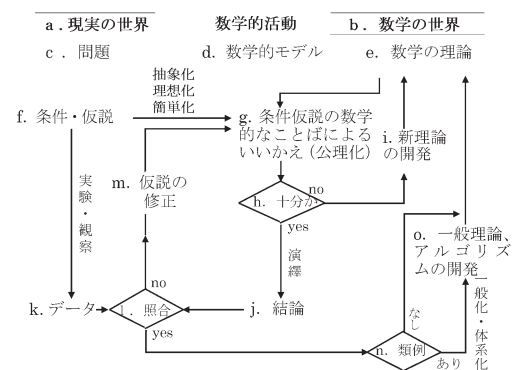 a.現実の世界
数学的活動
b.数学の世界
c.問題
d.数学的モデル
e.数学の理論
抽象化
理想化
簡単化
f.条件・仮説
g.条件仮説の数学
的なことばによる
いいかえ(公理化)
i.新理論
の開発
実験・観察
m.仮説の
修正
no
h.十分か
yes
演繹
o.一般理論、
アルゴリズ
ムの開発
no
k.データ
l.照合
j.結論
yes
一般化・体系化
なし
n.類例
あり